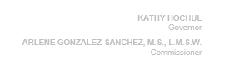 KATHY HOCHUL
Governor
ARLENE GONZALEZ SANCHEZ, M.S., L.M.S.W.
Commissioner